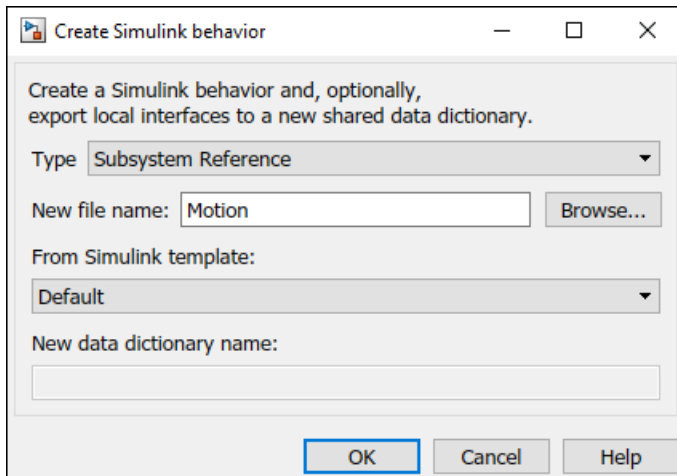 Create Simulink behavior
Create a Simulink behavior and, optionally,
export local interfaces to a new shared data dictionary.
Type Subsystem Reference
New file name: Motion Browse...
From Simulink template:
Default
New data dictionary name:
OK Cancel Help